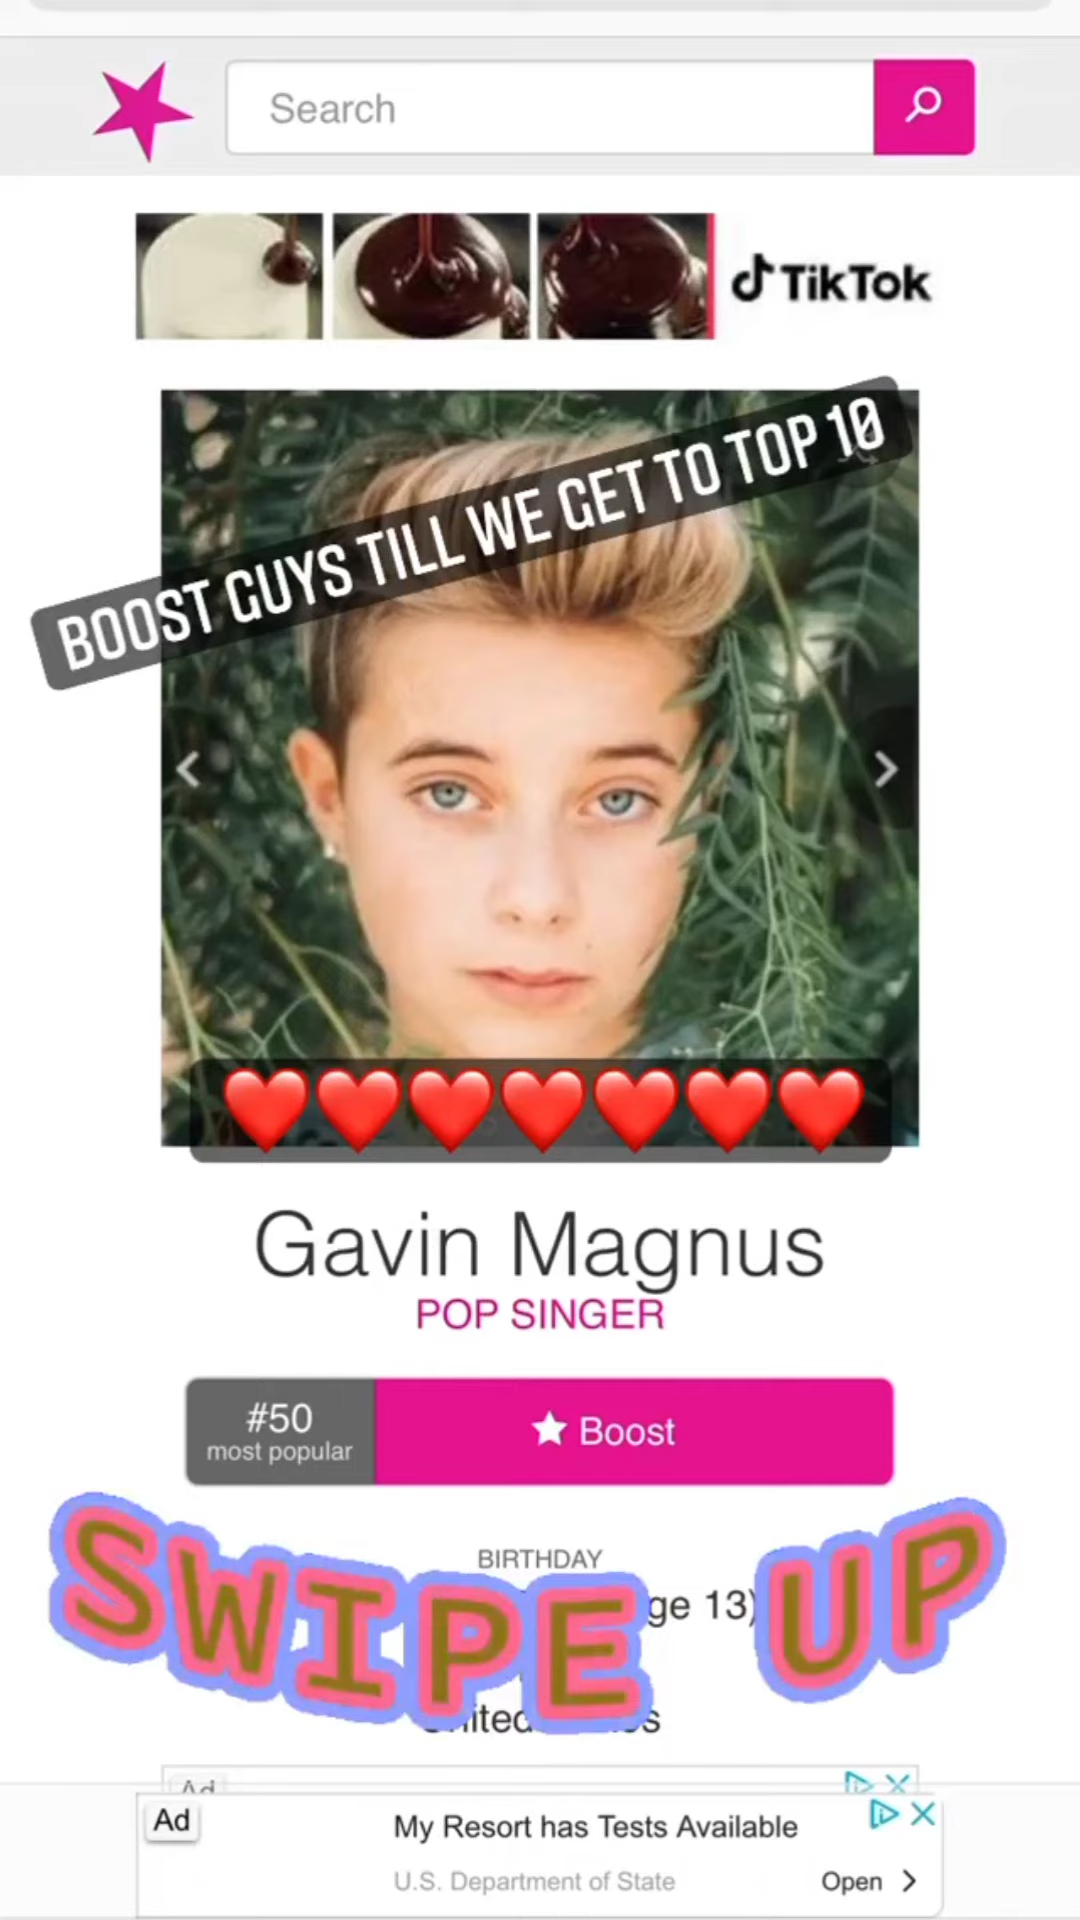 Search
TikTok
BOOST GUYS TILL WE GET TO TOP 10
Gavin Magnus
POP SINGER
#50
most popular
Boost
BIRTHDAY
ge 13)
SWIPE UP
Ad
Ad
My Resort has Tests Available
U.S. Department of State
Open